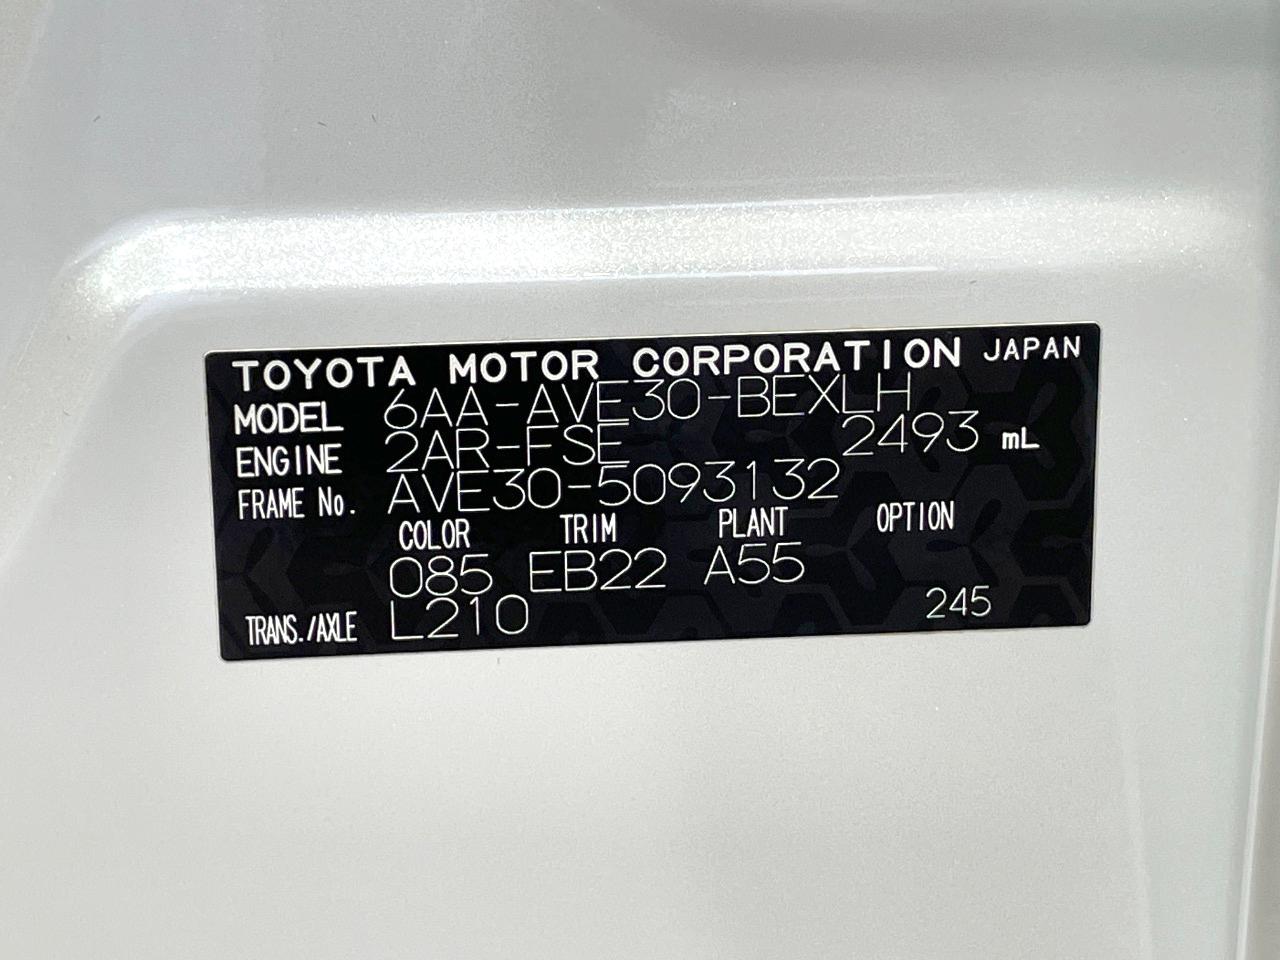 TOYOTA MOTOR CORPORATION JAPAN
MODEL 6AA-AVE30-BEXLH
ENGINE 2AR-FSE 2493 mL
FRAME No. AVE30-5093132
COLOR TRIM PLANT OPTION
085 EB22 A55
TRANS./AXLE L210 245